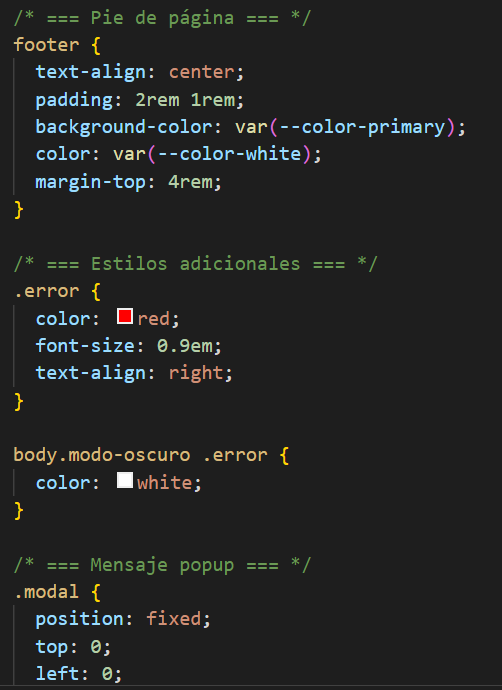 /* === Pie de página === */
footer {
  text-align: center;
  padding: 2rem 1rem;
  background-color: var(--color-primary);
  color: var(--color-white);
  margin-top: 4rem;
}
/* === Estilos adicionales === */
.error {
  color: red;
  font-size: 0.9em;
  text-align: right;
}
body.modo-oscuro .error {
  color: white;
}
/* === Mensaje popup === */
.modal {
  position: fixed;
  top: 0;
  left: 0;